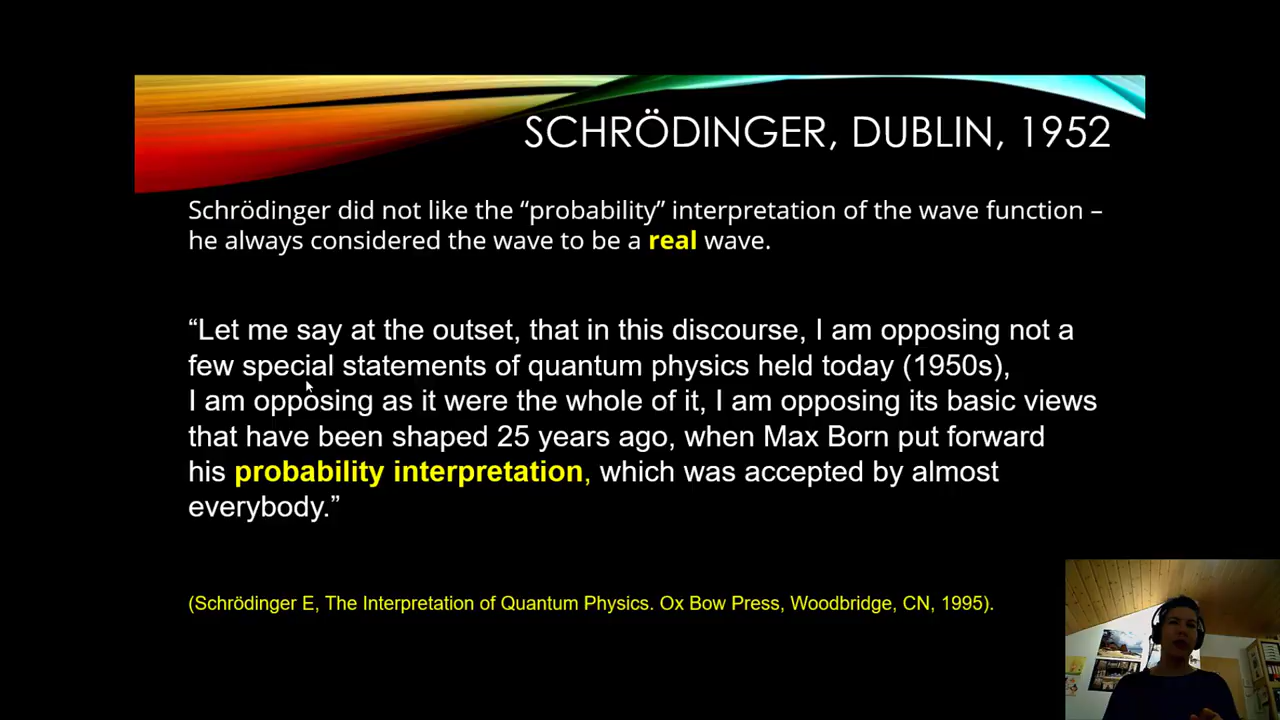 SCHRÖDINGER, DUBLIN, 1952
Schrödinger did not like the “probability” interpretation of the wave function –
he always considered the wave to be a real wave.
“Let me say at the outset, that in this discourse, I am opposing not a
few special statements of quantum physics held today (1950s),
I am opposing as it were the whole of it, I am opposing its basic views
that have been shaped 25 years ago, when Max Born put forward
his probability interpretation, which was accepted by almost
everybody.”
(Schrödinger E, The Interpretation of Quantum Physics. Ox Bow Press, Woodbridge, CN, 1995).